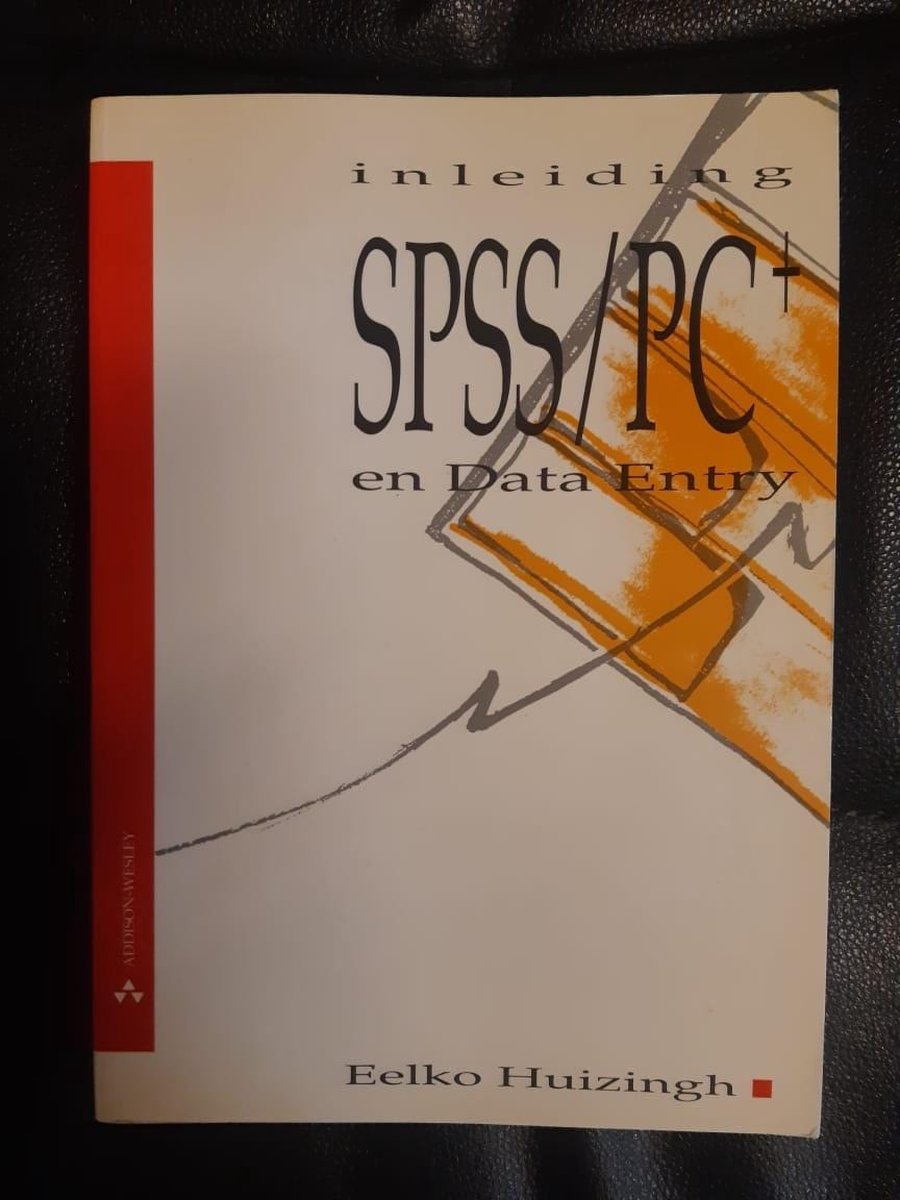 inleiding
SPSS/PC+
en Data Entry
ADDISON-WESLEY
Eelko Huizingh